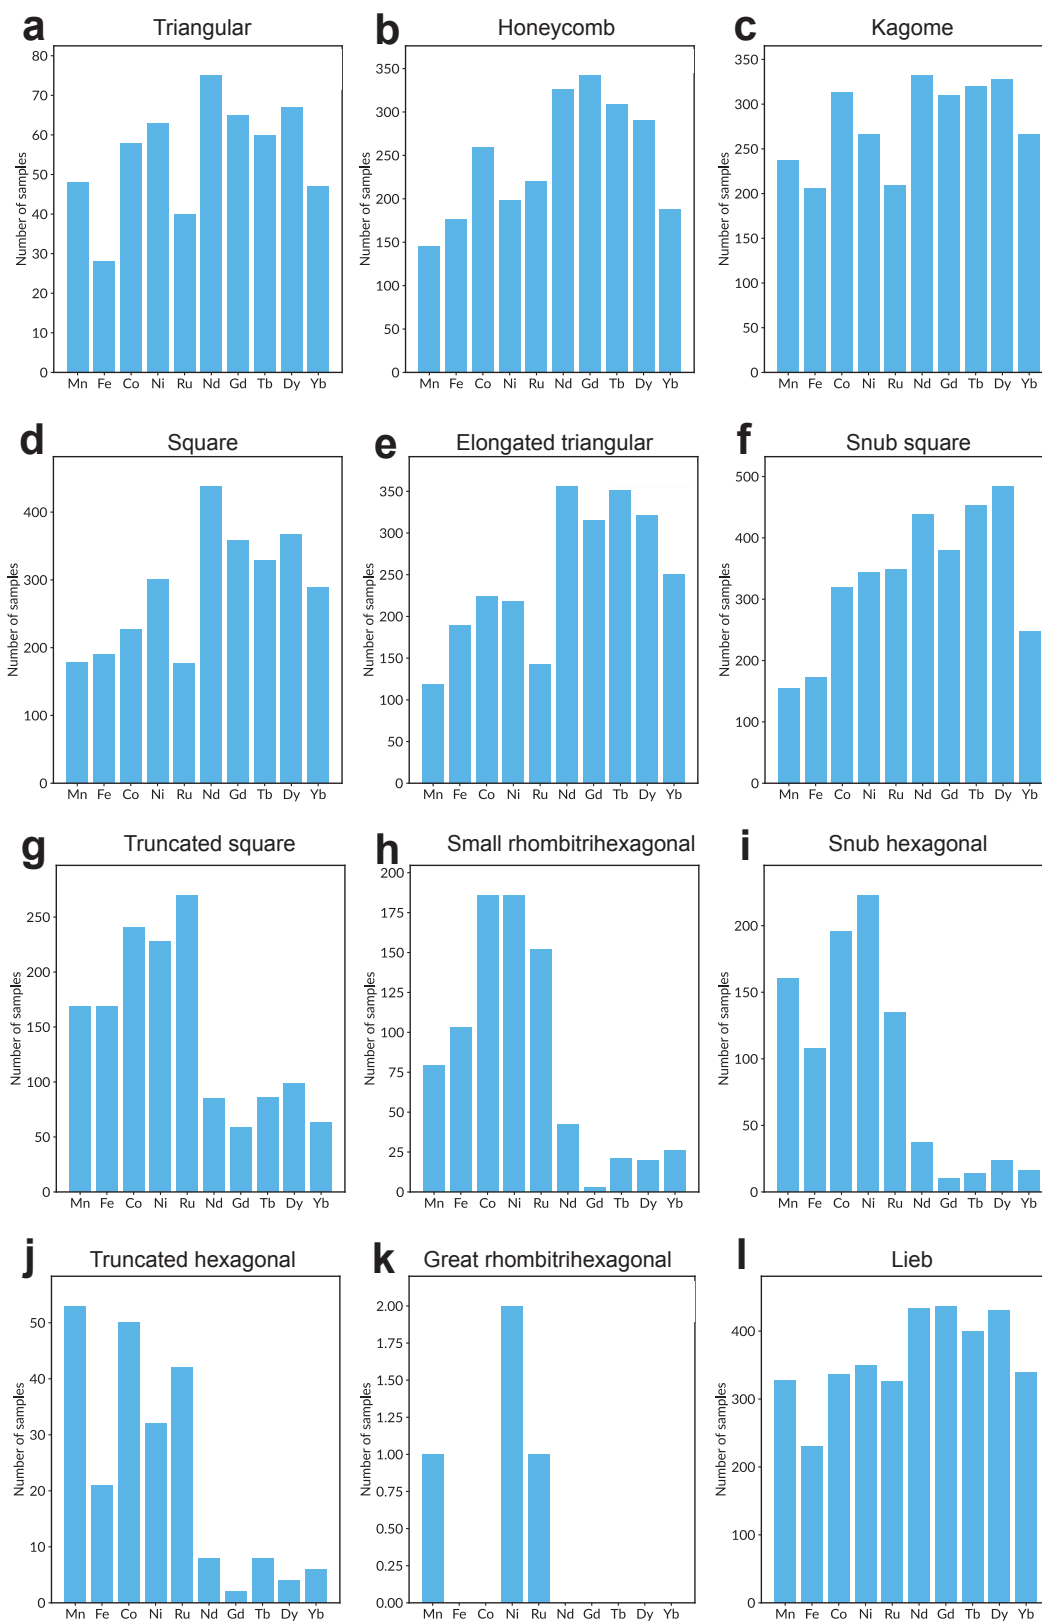 a Triangular
Number of samples
80
70
60
50
40
30
20
10
0
Mn Fe Co Ni Ru Nd Gd Tb Dy Yb
b Honeycomb
Number of samples
350
300
250
200
150
100
50
0
Mn Fe Co Ni Ru Nd Gd Tb Dy Yb
c Kagome
Number of samples
350
300
250
200
150
100
50
0
Mn Fe Co Ni Ru Nd Gd Tb Dy Yb
d Square
Number of samples
400
300
200
100
0
Mn Fe Co Ni Ru Nd Gd Tb Dy Yb
e Elongated triangular
Number of samples
350
300
250
200
150
100
50
0
Mn Fe Co Ni Ru Nd Gd Tb Dy Yb
f Snub square
Number of samples
500
400
300
200
100
0
Mn Fe Co Ni Ru Nd Gd Tb Dy Yb
g Truncated square
Number of samples
250
200
150
100
50
0
Mn Fe Co Ni Ru Nd Gd Tb Dy Yb
h Small rhombitrihexagonal
Number of samples
200
175
150
125
100
75
50
25
0
Mn Fe Co Ni Ru Nd Gd Tb Dy Yb
i Snub hexagonal
Number of samples
200
150
100
50
0
Mn Fe Co Ni Ru Nd Gd Tb Dy Yb
j Truncated hexagonal
Number of samples
50
40
30
20
10
0
Mn Fe Co Ni Ru Nd Gd Tb Dy Yb
k Great rhombitrihexagonal
Number of samples
2.00
1.75
1.50
1.25
1.00
0.75
0.50
0.25
0.00
Mn Fe Co Ni Ru Nd Gd Tb Dy Yb
l Lieb
Number of samples
400
300
200
100
0
Mn Fe Co Ni Ru Nd Gd Tb Dy Yb